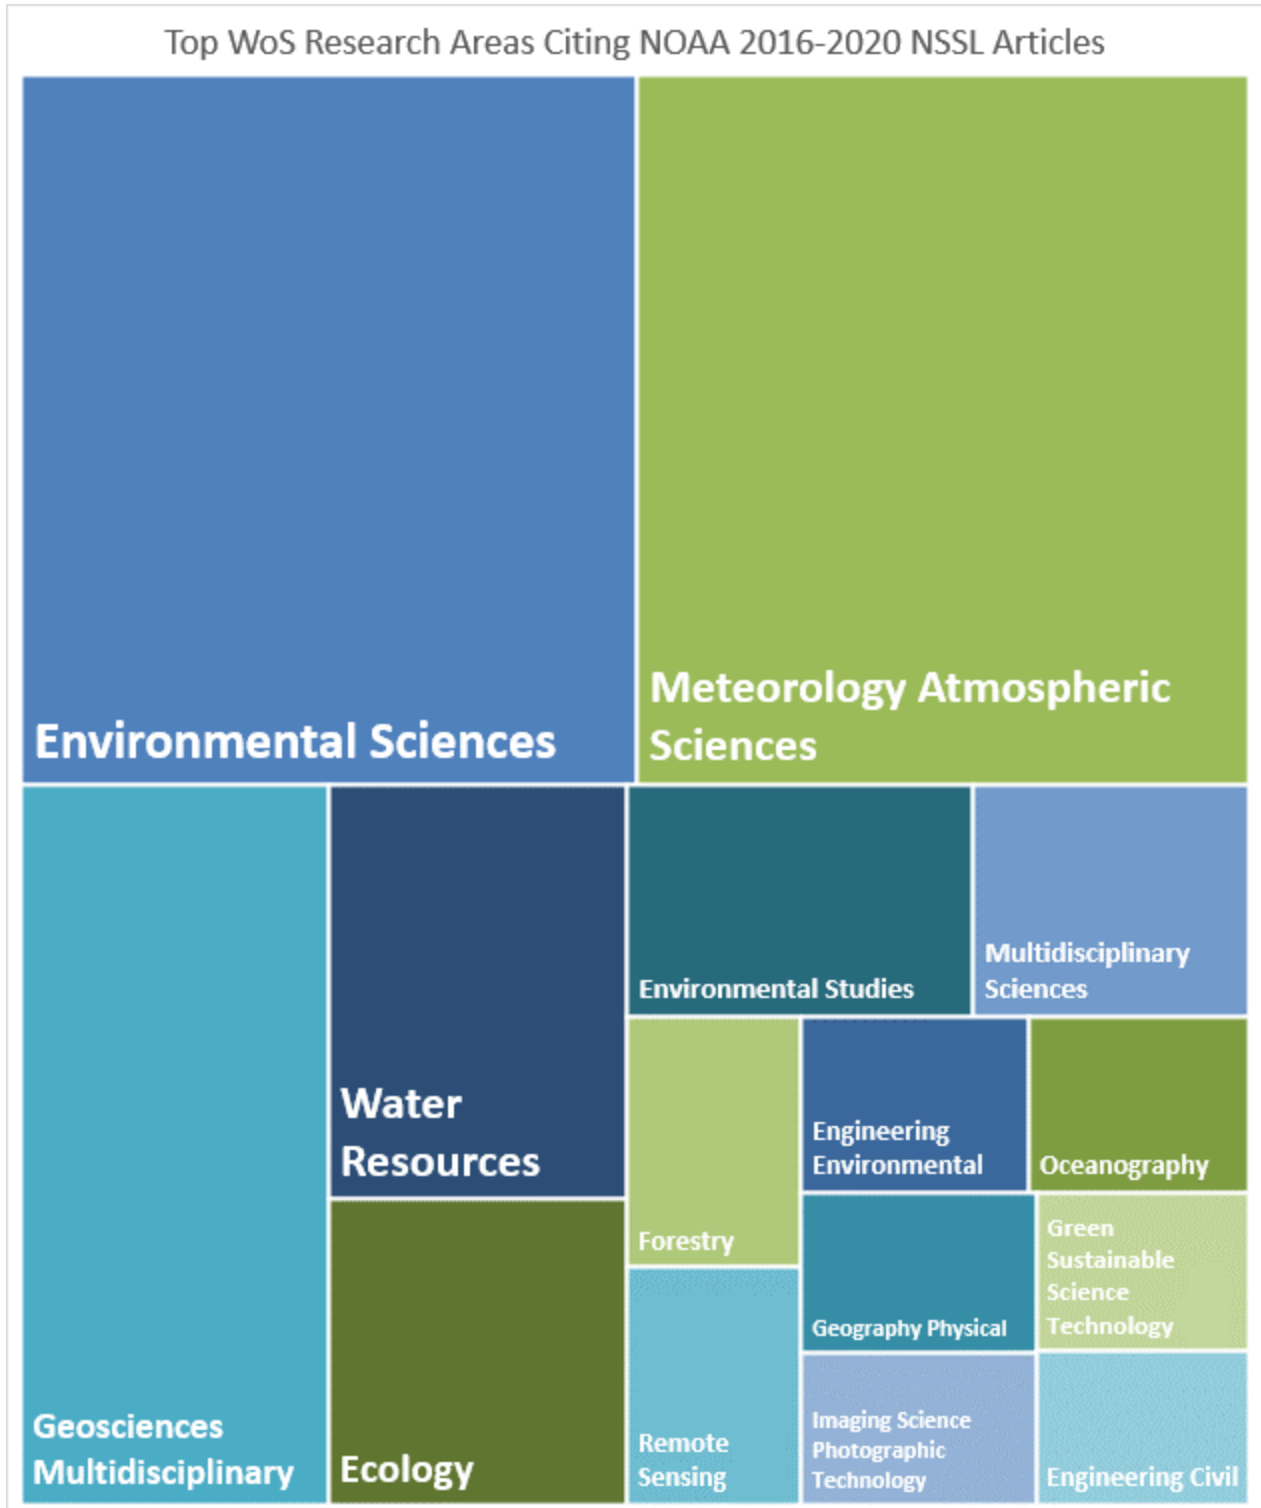 Top WoS Research Areas Citing NOAA 2016-2020 NSSL Articles
Environmental Sciences
Meteorology Atmospheric
Sciences
Geosciences
Multidisciplinary
Water
Resources
Ecology
Environmental Studies
Multidisciplinary
Sciences
Forestry
Remote
Sensing
Engineering
Environmental
Oceanography
Geography Physical
Green
Sustainable
Science
Technology
Imaging Science
Photographic
Technology
Engineering Civil